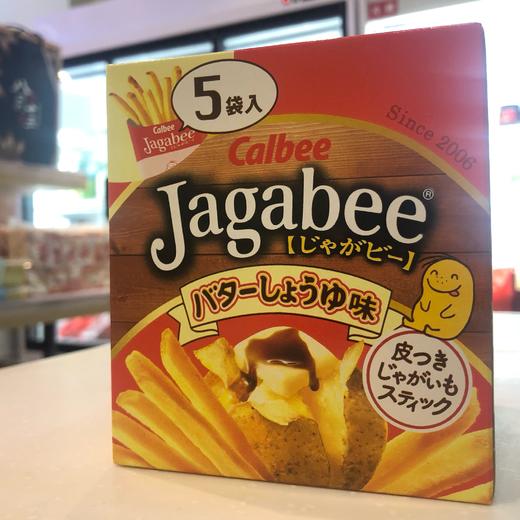 5袋入
Calbee
Jagabee
Since 2006
Calbee
Jagabee®
【じゃがビー】
バターしょうゆ味
皮つき
じゃがいも
スティック